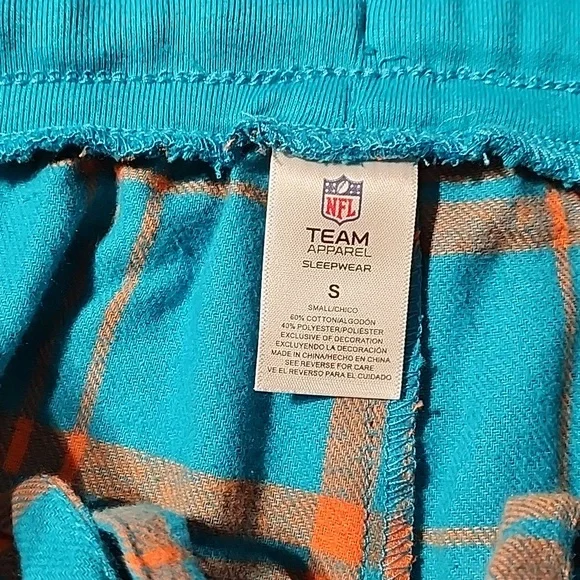 NFL
TEAM
APPAREL
SLEEPWEAR
S
SMALL/CHICO
60% COTTON/ALGODÓN
40% POLYESTER/POLIÉSTER
EXCLUSIVE OF DECORATION
EXCLUYENDO LA DECORACIÓN
MADE IN CHINA/HECHO EN CHINA
SEE REVERSE FOR CARE
VE EL REVERSO PARA EL CUIDADO